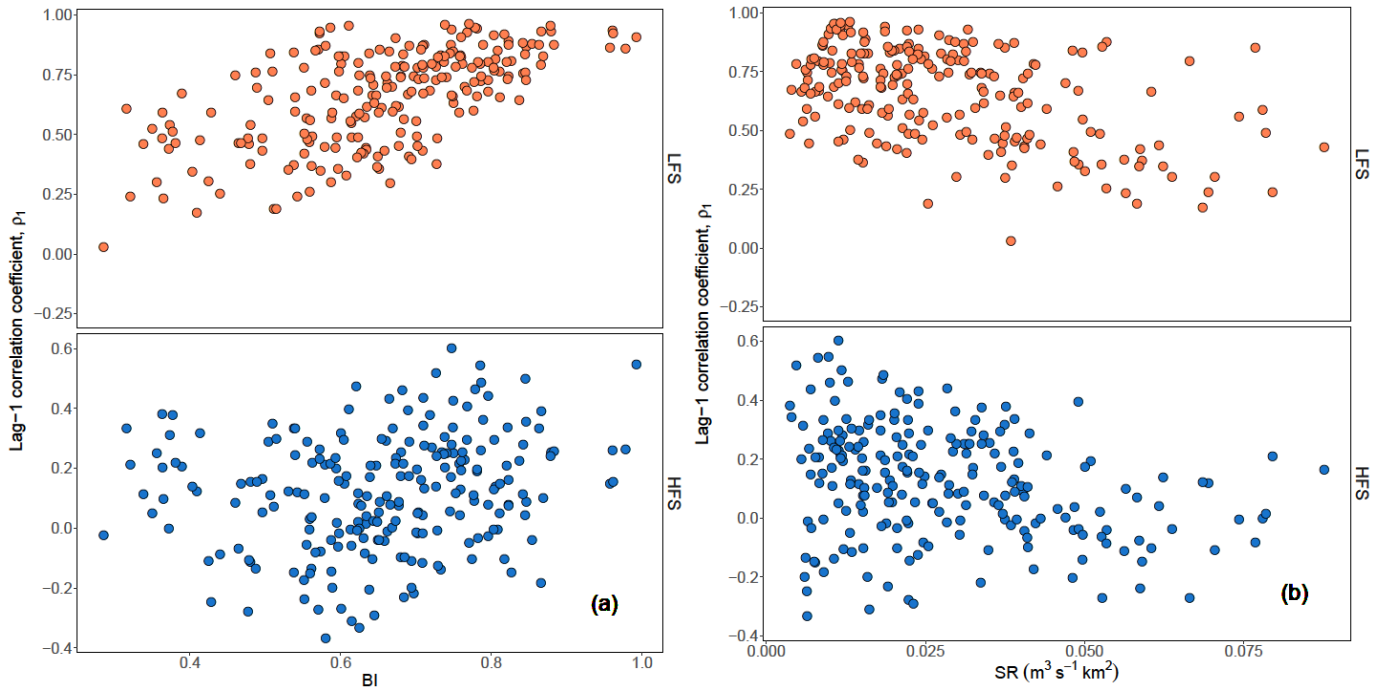 1.00
0.75
0.50
0.25
0.00
−0.25
LFS
0.6
0.4
0.2
0.0
−0.2
−0.4
HFS
Lag−1 correlation coefficient, ρ1
(a)
0.4 0.6 0.8 1.0
BI
1.00
0.75
0.50
0.25
0.00
−0.25
LFS
0.6
0.4
0.2
0.0
−0.2
−0.4
HFS
Lag−1 correlation coefficient, ρ1
(b)
0.000 0.025 0.050 0.075
SR (m³ s⁻¹ km²)